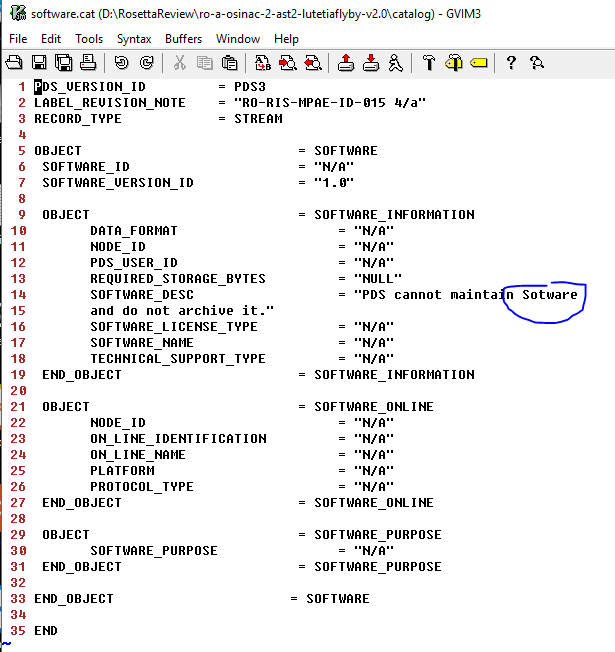 software.cat (D:\RosettaReview\ro-a-osinac-2-ast2-lutetiaflyby-v2.0\catalog) - GVIM3
File Edit Tools Syntax Buffers Window Help
1 PDS_VERSION_ID = PDS3
2 LABEL_REVISION_NOTE = "RO-RIS-MPAE-ID-015 4/a"
3 RECORD_TYPE = STREAM
4
5 OBJECT = SOFTWARE
6 SOFTWARE_ID = "N/A"
7 SOFTWARE_VERSION_ID = "1.0"
8
9 OBJECT = SOFTWARE_INFORMATION
10 DATA_FORMAT = "N/A"
11 NODE_ID = "N/A"
12 PDS_USER_ID = "N/A"
13 REQUIRED_STORAGE_BYTES = "NULL"
14 SOFTWARE_DESC = "PDS cannot maintain Sotware
15 and do not archive it."
16 SOFTWARE_LICENSE_TYPE = "N/A"
17 SOFTWARE_NAME = "N/A"
18 TECHNICAL_SUPPORT_TYPE = "N/A"
19 END_OBJECT = SOFTWARE_INFORMATION
20
21 OBJECT = SOFTWARE_ONLINE
22 NODE_ID = "N/A"
23 ON_LINE_IDENTIFICATION = "N/A"
24 ON_LINE_NAME = "N/A"
25 PLATFORM = "N/A"
26 PROTOCOL_TYPE = "N/A"
27 END_OBJECT = SOFTWARE_ONLINE
28
29 OBJECT = SOFTWARE_PURPOSE
30 SOFTWARE_PURPOSE = "N/A"
31 END_OBJECT = SOFTWARE_PURPOSE
32
33 END_OBJECT = SOFTWARE
34
35 END
~